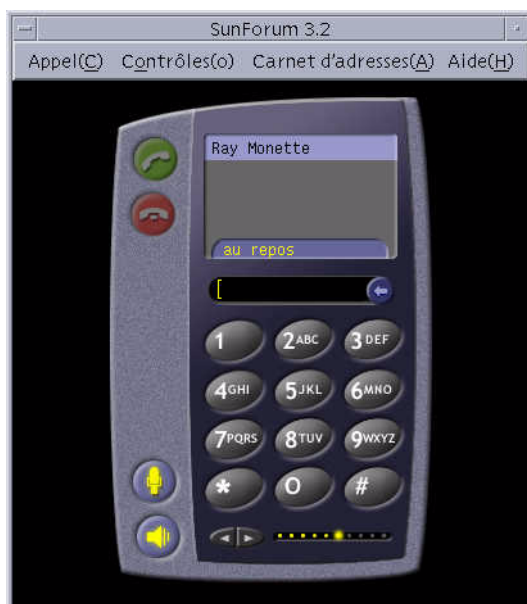 SunForum 3.2
Appel(C) Contrôles(o) Carnet d'adresses(A) Aide(H)
Ray Monette
au repos
[
1 2ABC 3DEF
4GHI 5JKL 6MNO
7PQRS 8TUV 9WXYZ
* 0 #